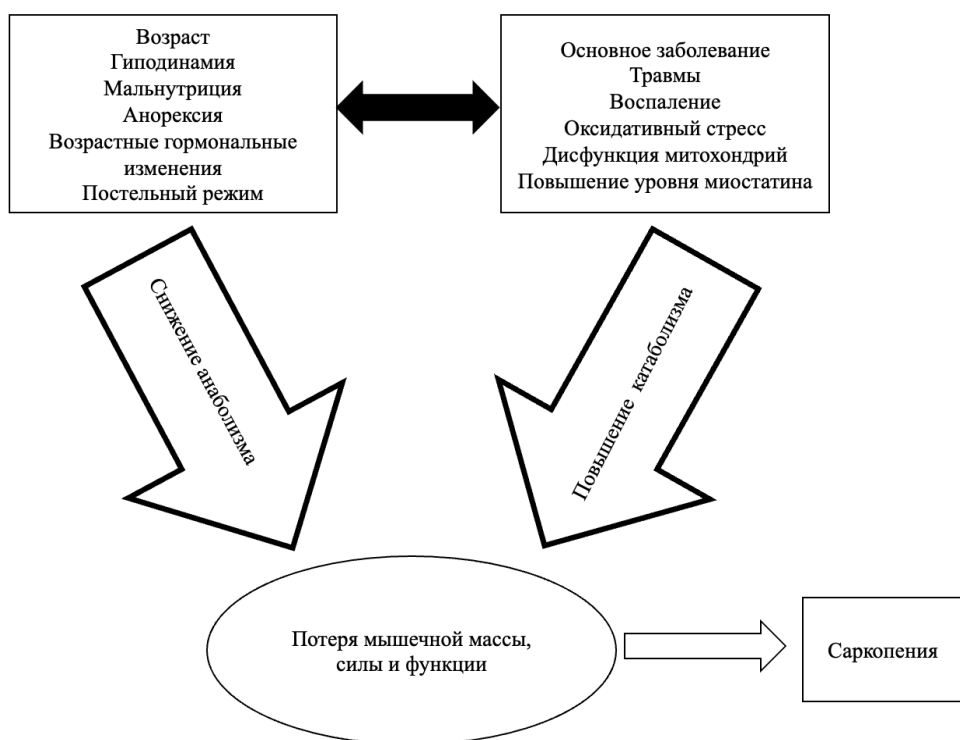 Возраст
Гиподинамия
Мальнутриция
Анорексия
Возрастные гормональные
изменения
Постельный режим
Основное заболевание
Травмы
Воспаление
Оксидативный стресс
Дисфункция митохондрий
Повышение уровня миостатина
Снижение анаболизма
Повышение катаболизма
Потеря мышечной массы,
силы и функции
Саркопения